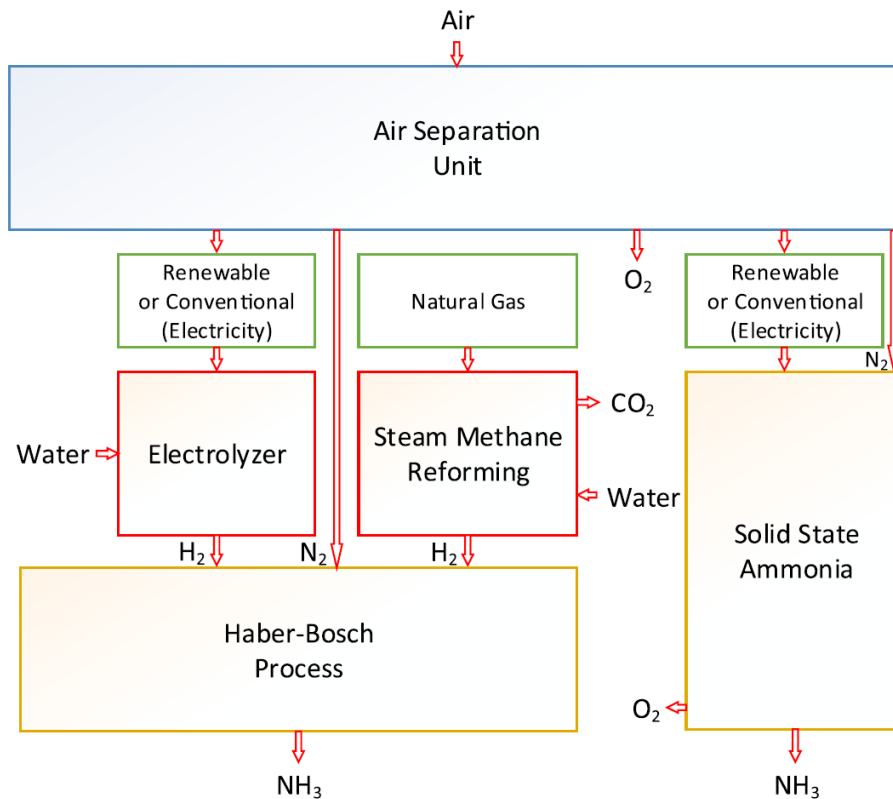 Air
Air Separation
Unit
O₂
Renewable
or Conventional
(Electricity)
Natural Gas
Renewable
or Conventional
(Electricity)
N₂
CO₂
Water
Electrolyzer
Steam Methane
Reforming
Water
H₂
N₂
H₂
Solid State
Ammonia
Haber-Bosch
Process
O₂
NH₃
NH₃